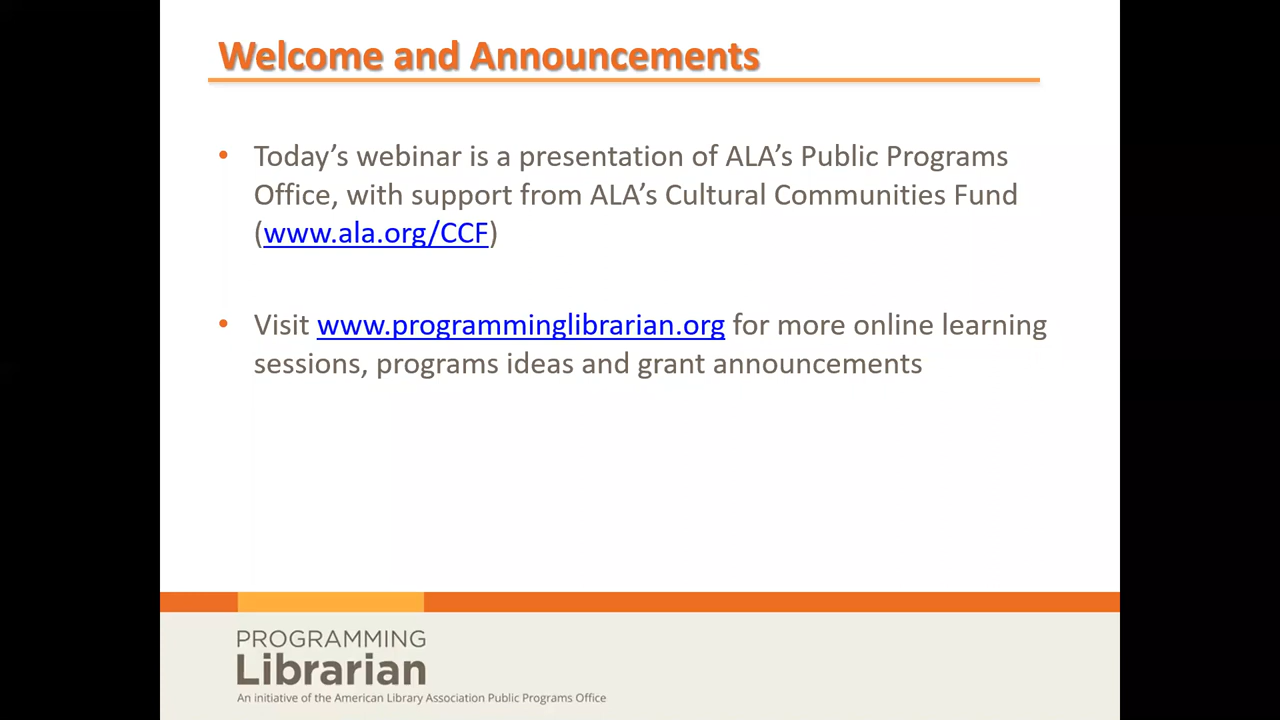 Welcome and Announcements
• Today’s webinar is a presentation of ALA’s Public Programs
Office, with support from ALA’s Cultural Communities Fund
(www.ala.org/CCF)
• Visit www.programminglibrarian.org for more online learning
sessions, programs ideas and grant announcements
PROGRAMMING
Librarian
An initiative of the American Library Association Public Programs Office